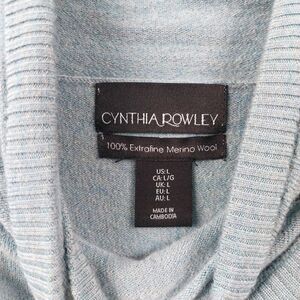 CYNTHIA ROWLEY
100% Extrafine Merino Wool
US: L
CA: L/G
UK: L
EU: L
AU: L
MADE IN
CAMBODIA